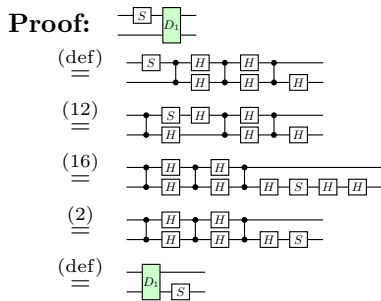 Proof: S D₁
(def) = S H H H H H
(12) = S H H H H H
(16) = H H H H H S H H
(2) = H H H H H S
(def) = D₁ S